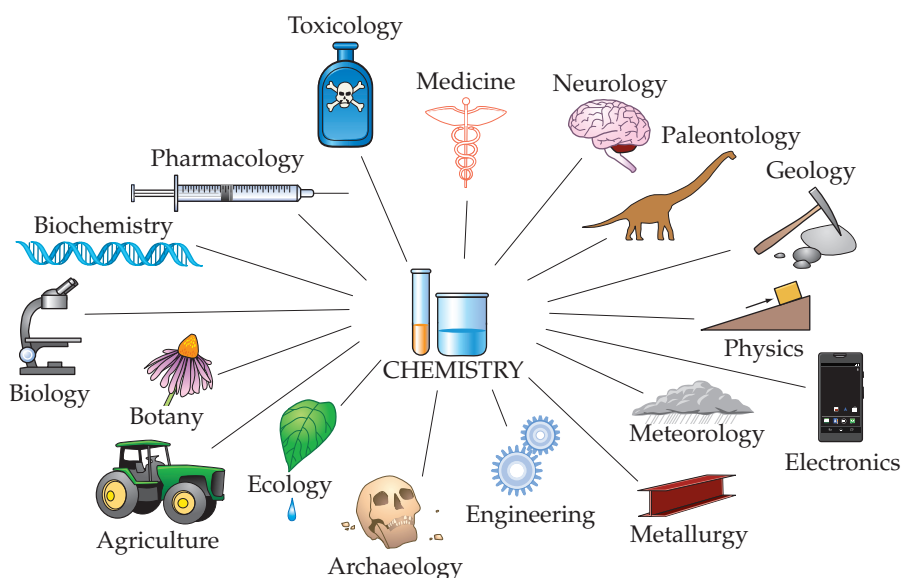 Toxicology
Medicine
Neurology
Paleontology
Pharmacology
Geology
Biochemistry
Physics
CHEMISTRY
Biology
Botany
Meteorology
Electronics
Ecology
Engineering
Metallurgy
Agriculture
Archaeology